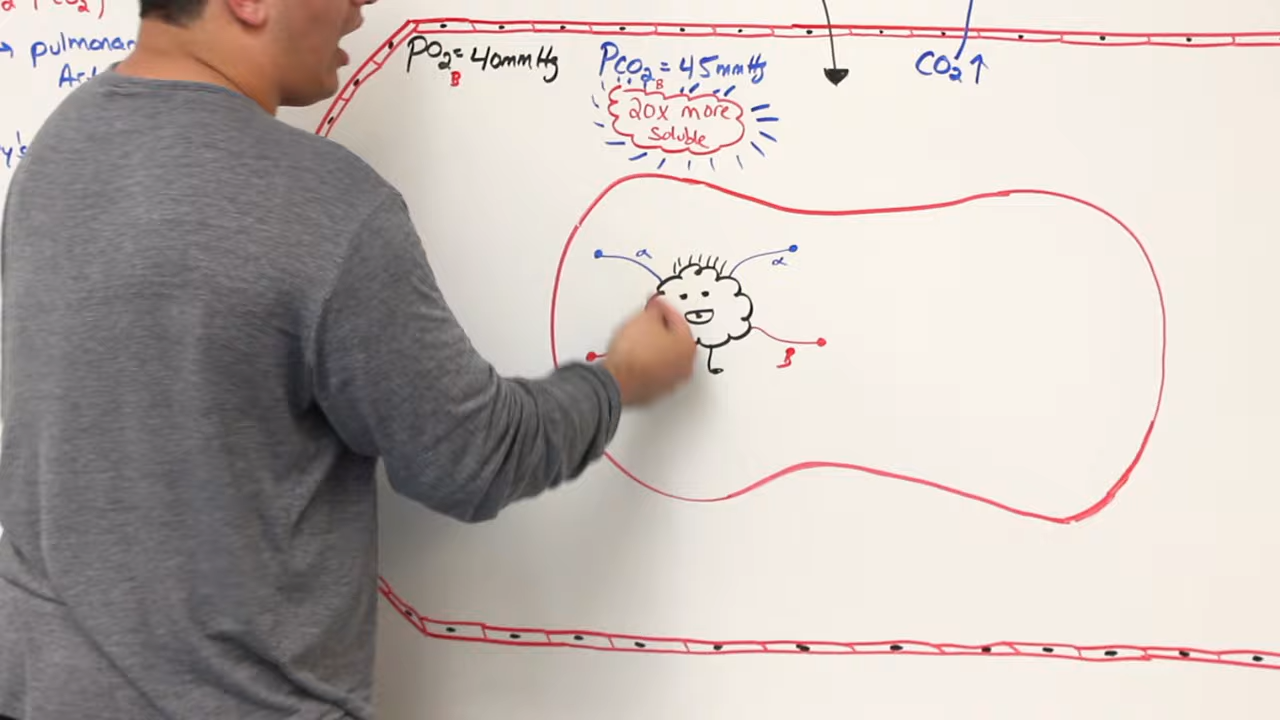 pulmonar
PO₂ = 40mmHg
B
PCO₂ = 45mmHg
B
20x more
soluble
CO₂ ↑
α
α
B